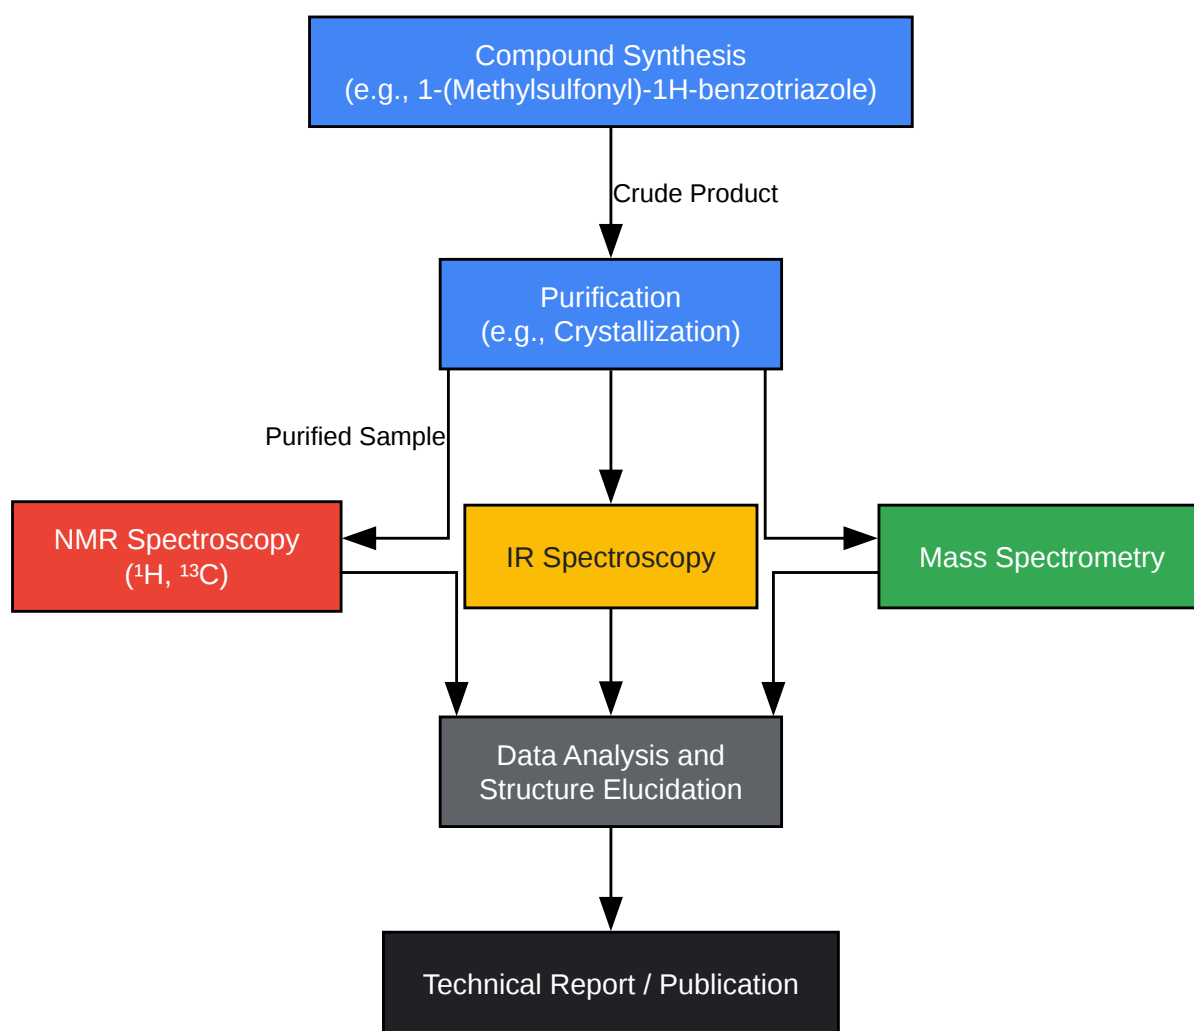 Compound Synthesis
(e.g., 1-(Methylsulfonyl)-1H-benzotriazole)
Crude Product
Purification
(e.g., Crystallization)
Purified Sample
NMR Spectroscopy
(¹H, ¹³C)
IR Spectroscopy
Mass Spectrometry
Data Analysis and
Structure Elucidation
Technical Report / Publication